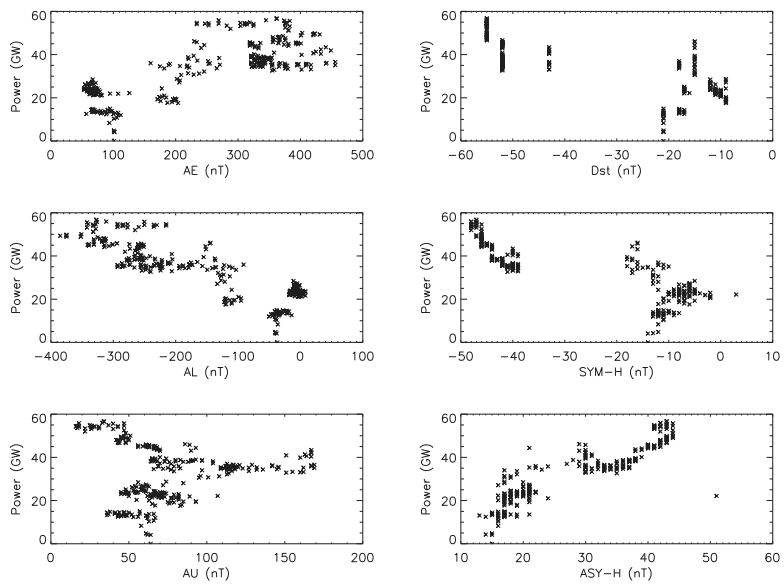 Power (GW)
60
40
20
0
0 100 200 300 400 500
AE (nT)
Power (GW)
60
40
20
0
−60 −50 −40 −30 −20 −10 0
Dst (nT)
Power (GW)
60
40
20
0
−400 −300 −200 −100 0 100
AL (nT)
Power (GW)
60
40
20
0
−50 −40 −30 −20 −10 0 10
SYM−H (nT)
Power (GW)
60
40
20
0
0 50 100 150 200
AU (nT)
Power (GW)
60
40
20
0
10 20 30 40 50 60
ASY−H (nT)